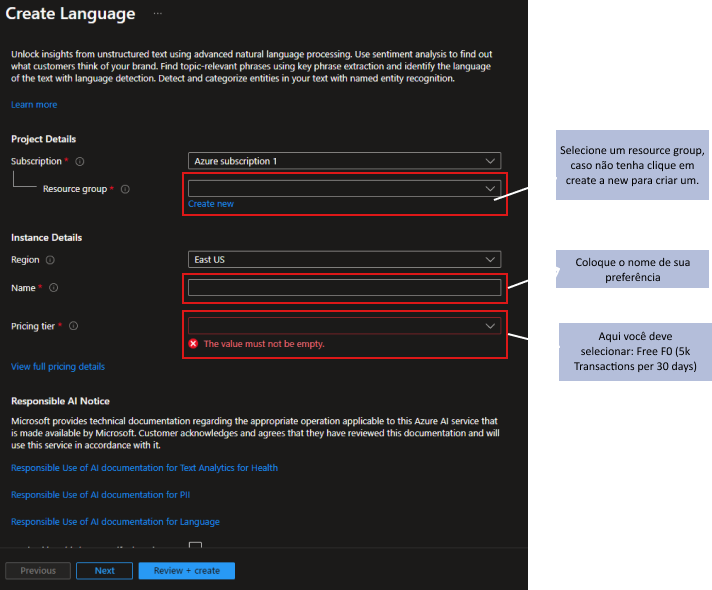 Create Language ...
Unlock insights from unstructured text using advanced natural language processing. Use sentiment analysis to find out
what customers think of your brand. Find topic-relevant phrases using key phrase extraction and identify the language
of the text with language detection. Detect and categorize entities in your text with named entity recognition.
Learn more
Project Details
Subscription *
Azure subscription 1
Resource group *
Create new
Selecione um resource group,
caso não tenha clique em
create a new para criar um.
Instance Details
Region
East US
Name *
Coloque o nome de sua
preferência
Pricing tier *
The value must not be empty.
Aqui você deve
selecionar: Free F0 (5k
Transactions per 30 days)
View full pricing details
Responsible AI Notice
Microsoft provides technical documentation regarding the appropriate operation applicable to this Azure AI service that
is made available by Microsoft. Customer acknowledges and agrees that they have reviewed this documentation and will
use this service in accordance with it.
Responsible Use of AI documentation for Text Analytics for Health
Responsible Use of AI documentation for PII
Responsible Use of AI documentation for Language
Previous
Next
Review + create